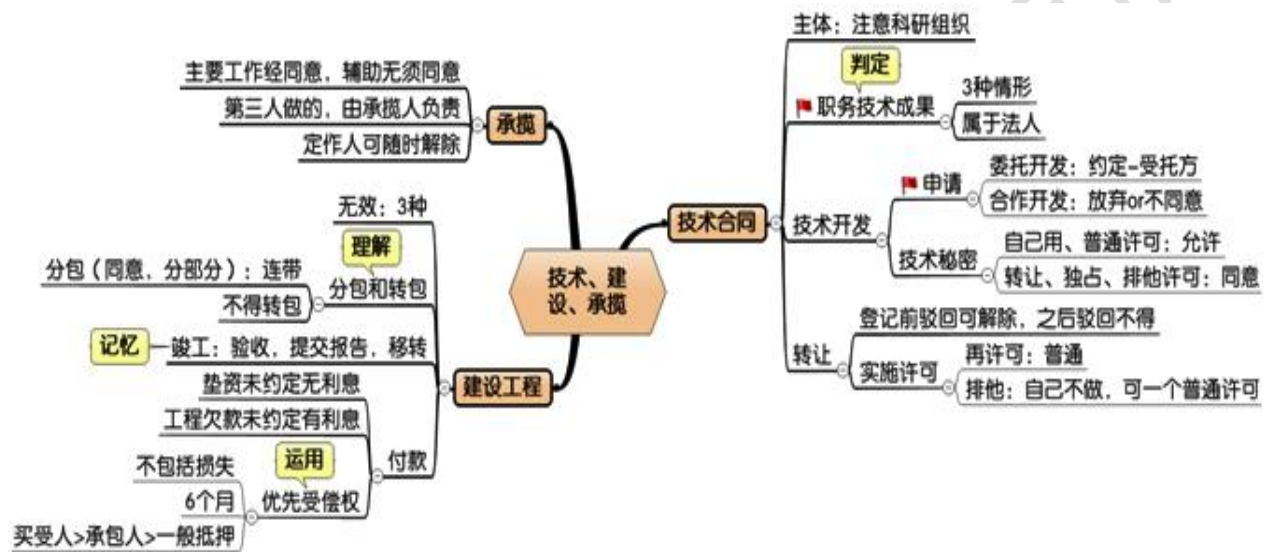 技术、建
设、承揽
承揽
主要工作经同意，辅助无须同意
第三人做的，由承揽人负责
定作人可随时解除
建设工程
无效：3种
理解
分包和转包
分包（同意，分部分）：连带
不得转包
记忆
竣工：验收，提交报告，移转
付款
垫资未约定无利息
工程欠款未约定有利息
运用
优先受偿权
不包括损失
6个月
买受人>承包人>一般抵押
技术合同
主体：注意科研组织
判定
职务技术成果
3种情形
属于法人
技术开发
申请
委托开发：约定-受托方
合作开发：放弃or不同意
技术秘密
自己用、普通许可：允许
转让、独占、排他许可：同意
转让
登记前驳回可解除，之后驳回不得
实施许可
再许可：普通
排他：自己不做，可一个普通许可